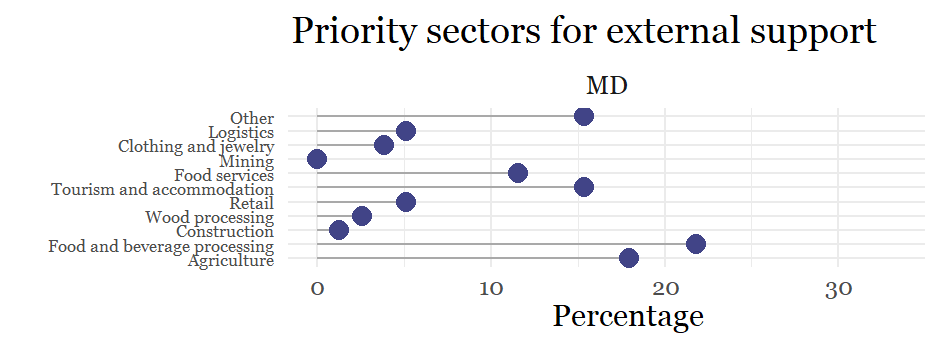 Priority sectors for external support
MD
Other
Logistics
Clothing and jewelry
Mining
Food services
Tourism and accommodation
Retail
Wood processing
Construction
Food and beverage processing
Agriculture
0 10 20 30
Percentage